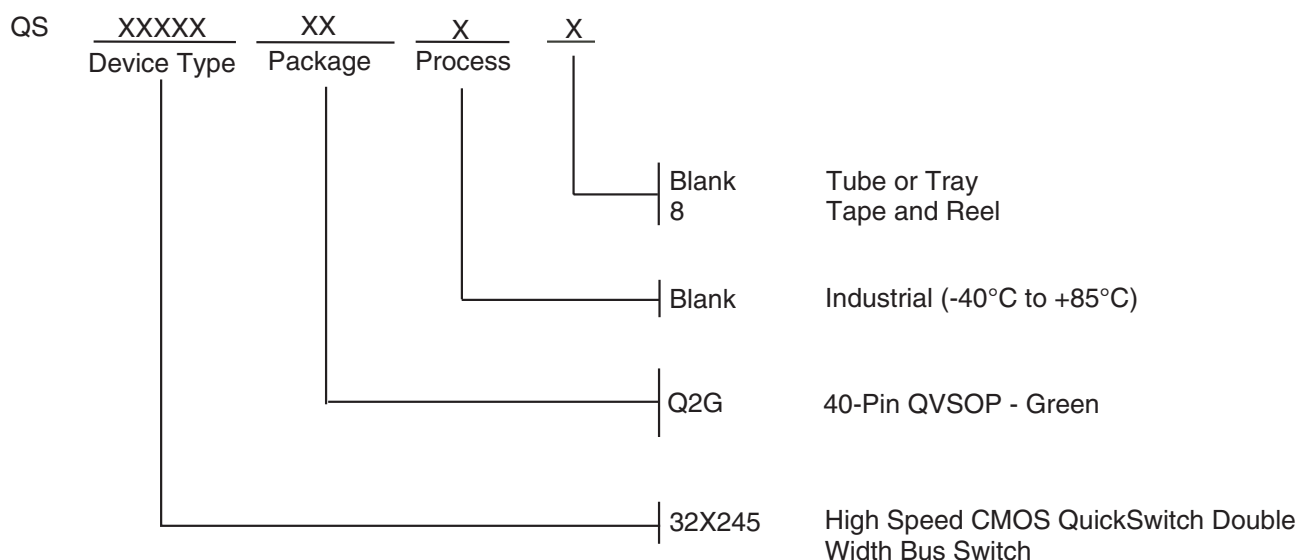 QS XXXXX XX X X
Device Type Package Process
Blank Tube or Tray
8 Tape and Reel
Blank Industrial (-40°C to +85°C)
Q2G 40-Pin QVSOP - Green
32X245 High Speed CMOS QuickSwitch Double
Width Bus Switch